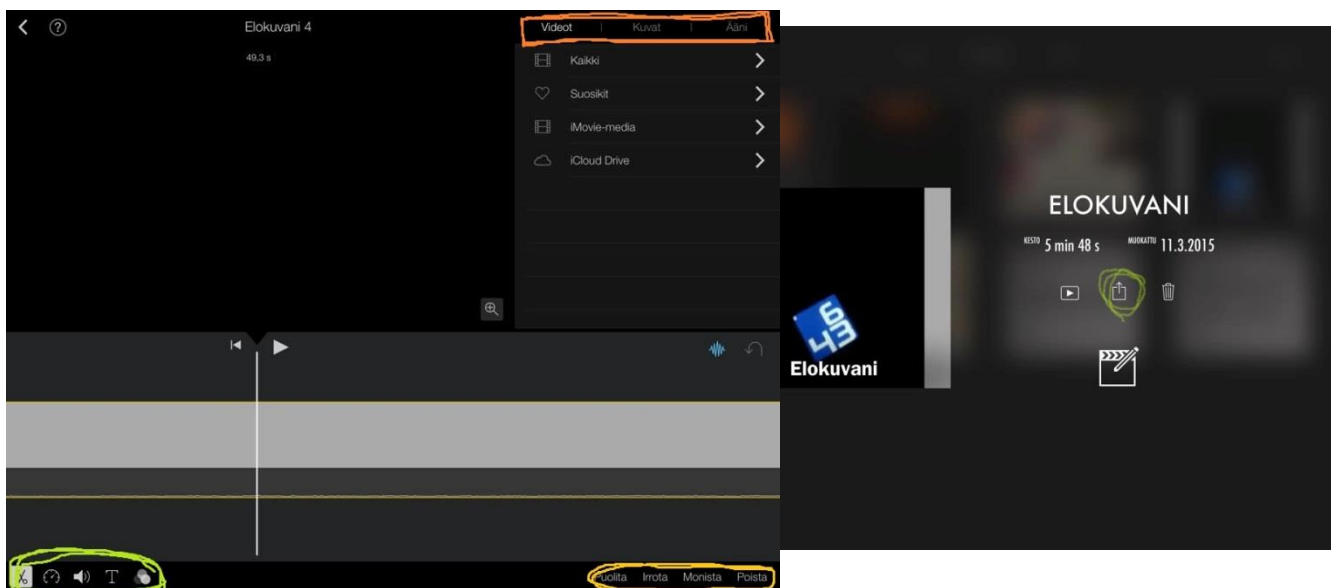 Elokuvani 4
49,3 s
Videot Kuvat Ääni
Kaikki
Suosikit
iMovie-media
iCloud Drive
T
Puolita Irrota Monista Poista
643
Elokuvani
ELOKUVANI
KESTO 5 min 48 s MUOKATTU 11.3.2015